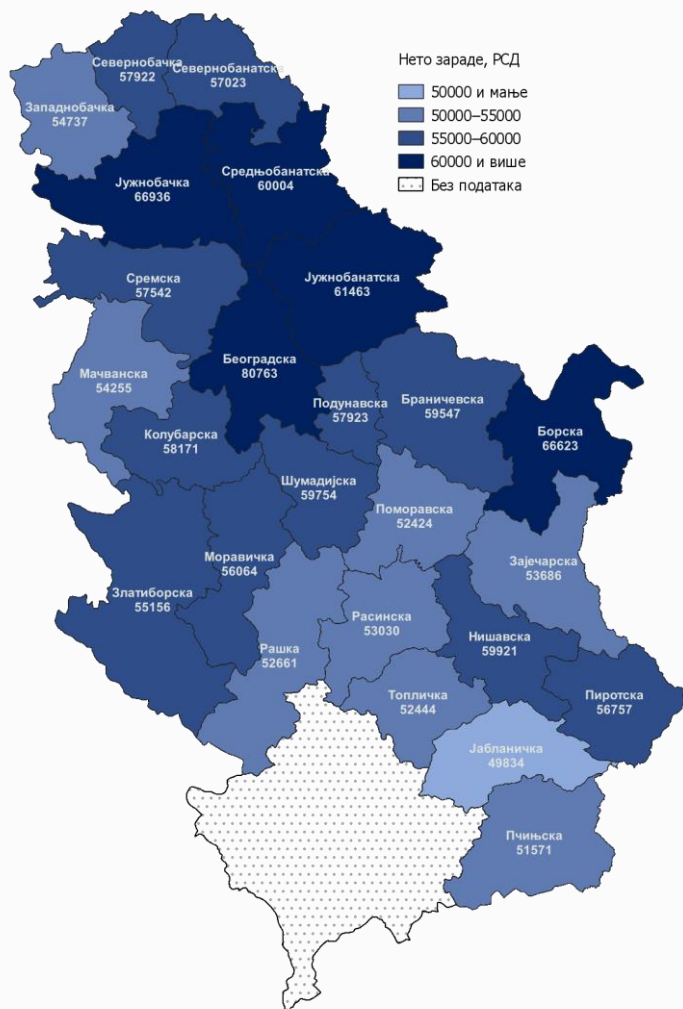 Нето зараде, РСД
50000 и мање
50000–55000
55000–60000
60000 и више
Без података
Севернобачка
57922
Севернобанатска
57023
Западнобачка
54737
Јужнобачка
66936
Средњобанатска
60004
Сремска
57542
Јужнобанатска
61463
Београдска
80763
Мачванска
54255
Подунавска
57923
Браничевска
59547
Борска
66623
Колубарска
58171
Шумадијска
59754
Поморавска
52424
Зајечарска
53686
Моравичка
56064
Златиборска
55156
Рашка
52661
Расинска
53030
Нишавска
59921
Пиротска
56757
Топличка
52444
Јабланичка
49834
Пчињска
51571